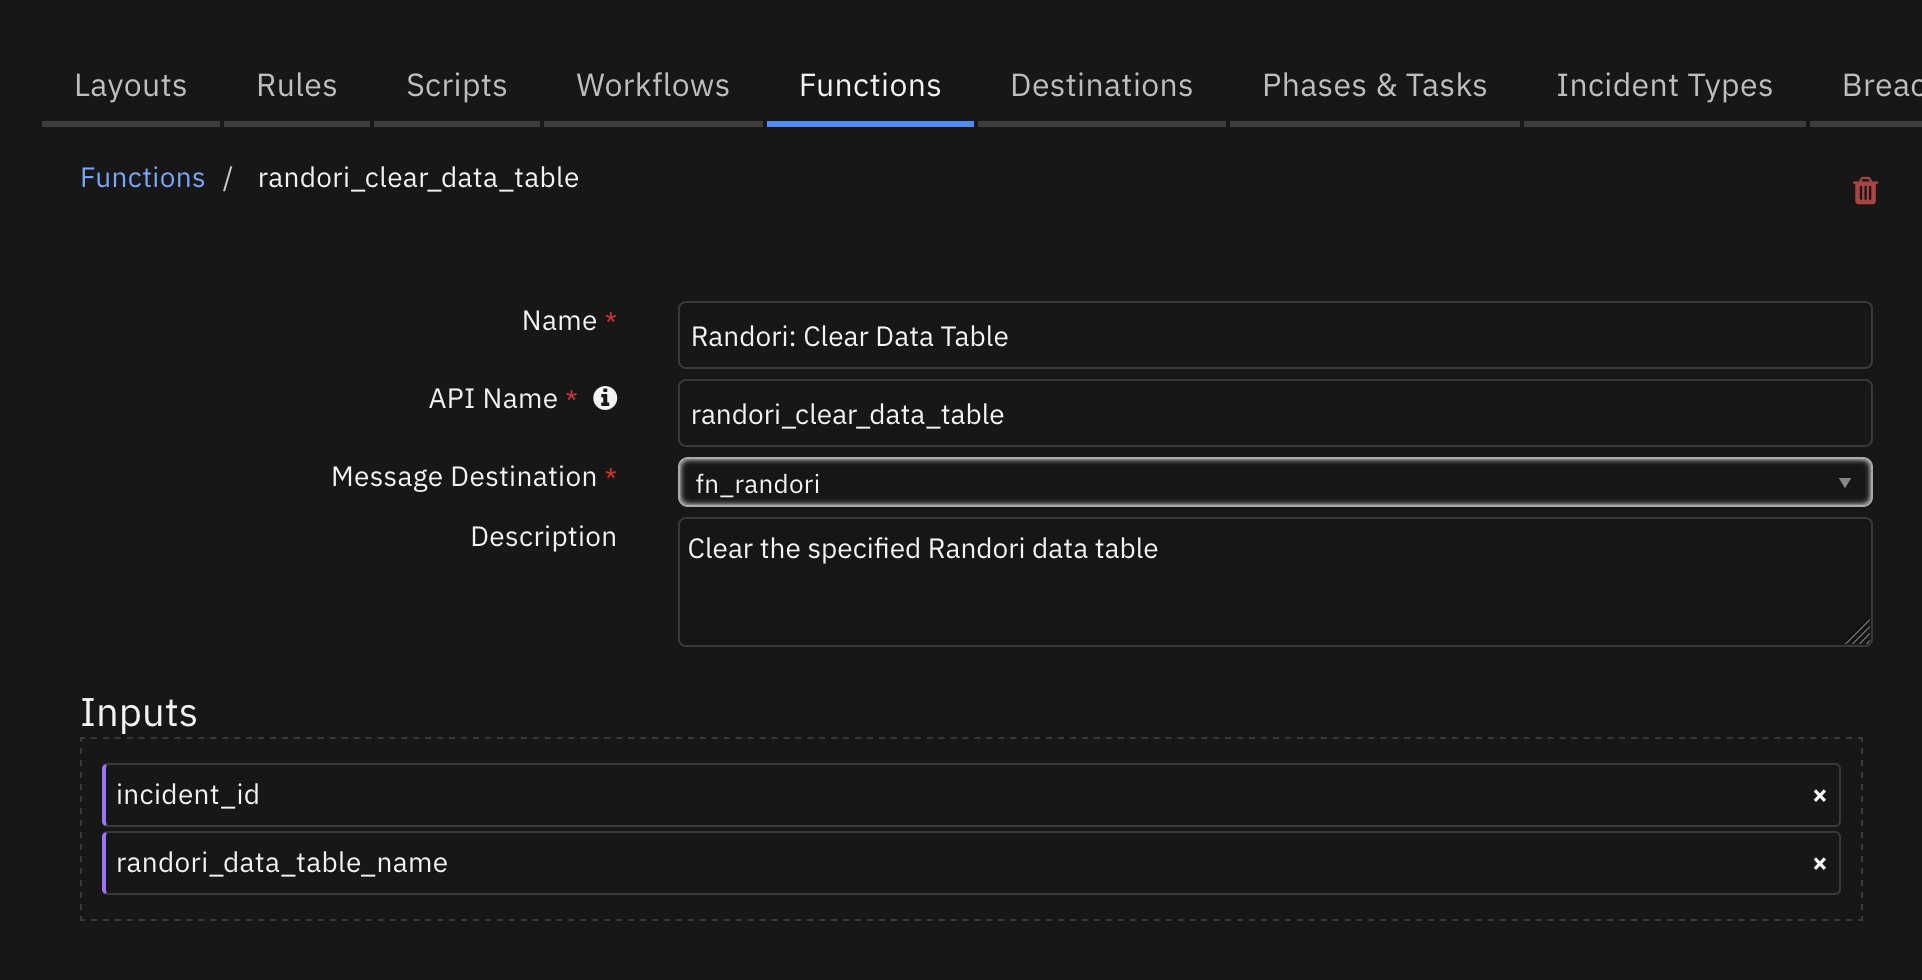 Layouts Rules Scripts Workflows Functions Destinations Phases & Tasks Incident Types Breac
Functions / randori_clear_data_table
Name *
Randori: Clear Data Table
API Name *
randori_clear_data_table
Message Destination *
fn_randori
Description
Clear the specified Randori data table
Inputs
incident_id
randori_data_table_name